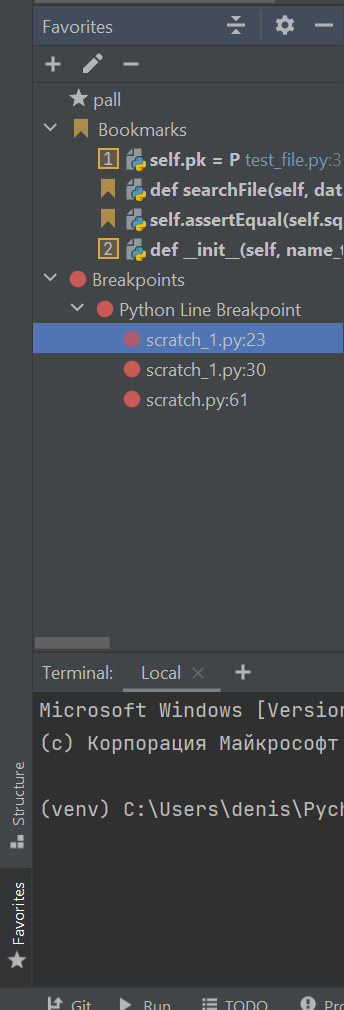 Favorites
pall
Bookmarks
1 self.pk = P test_file.py:3
def searchFile(self, dat
self.assertEqual(self.sq
2 def __init__(self, name_
Breakpoints
Python Line Breakpoint
scratch_1.py:23
scratch_1.py:30
scratch.py:61
Terminal: Local
Microsoft Windows [Version
(c) Корпорация Майкрософт
(venv) C:\Users\denis\Pych
Structure
Favorites
Git Run TODO Pro